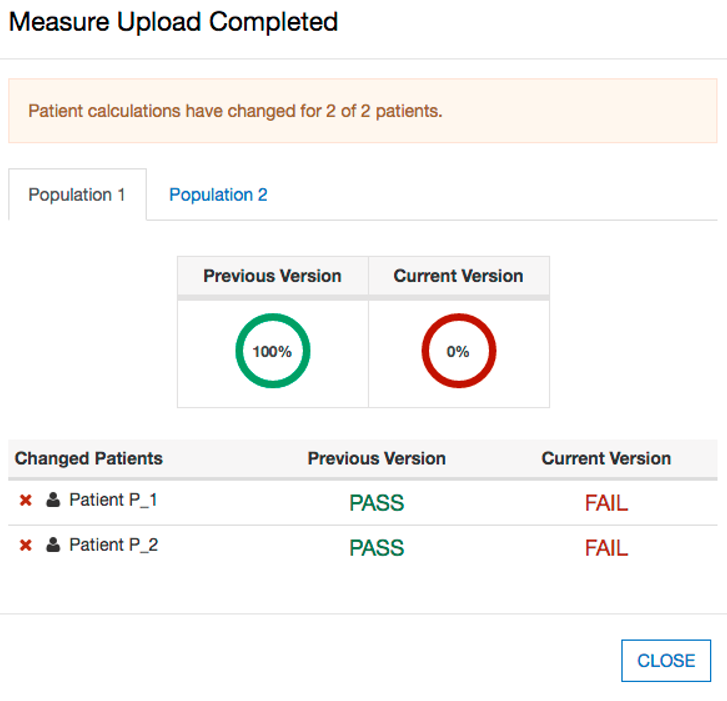 Measure Upload Completed
Patient calculations have changed for 2 of 2 patients.
Population 1 Population 2
Previous Version Current Version
100% 0%
Changed Patients Previous Version Current Version
Patient P_1 PASS FAIL
Patient P_2 PASS FAIL
CLOSE